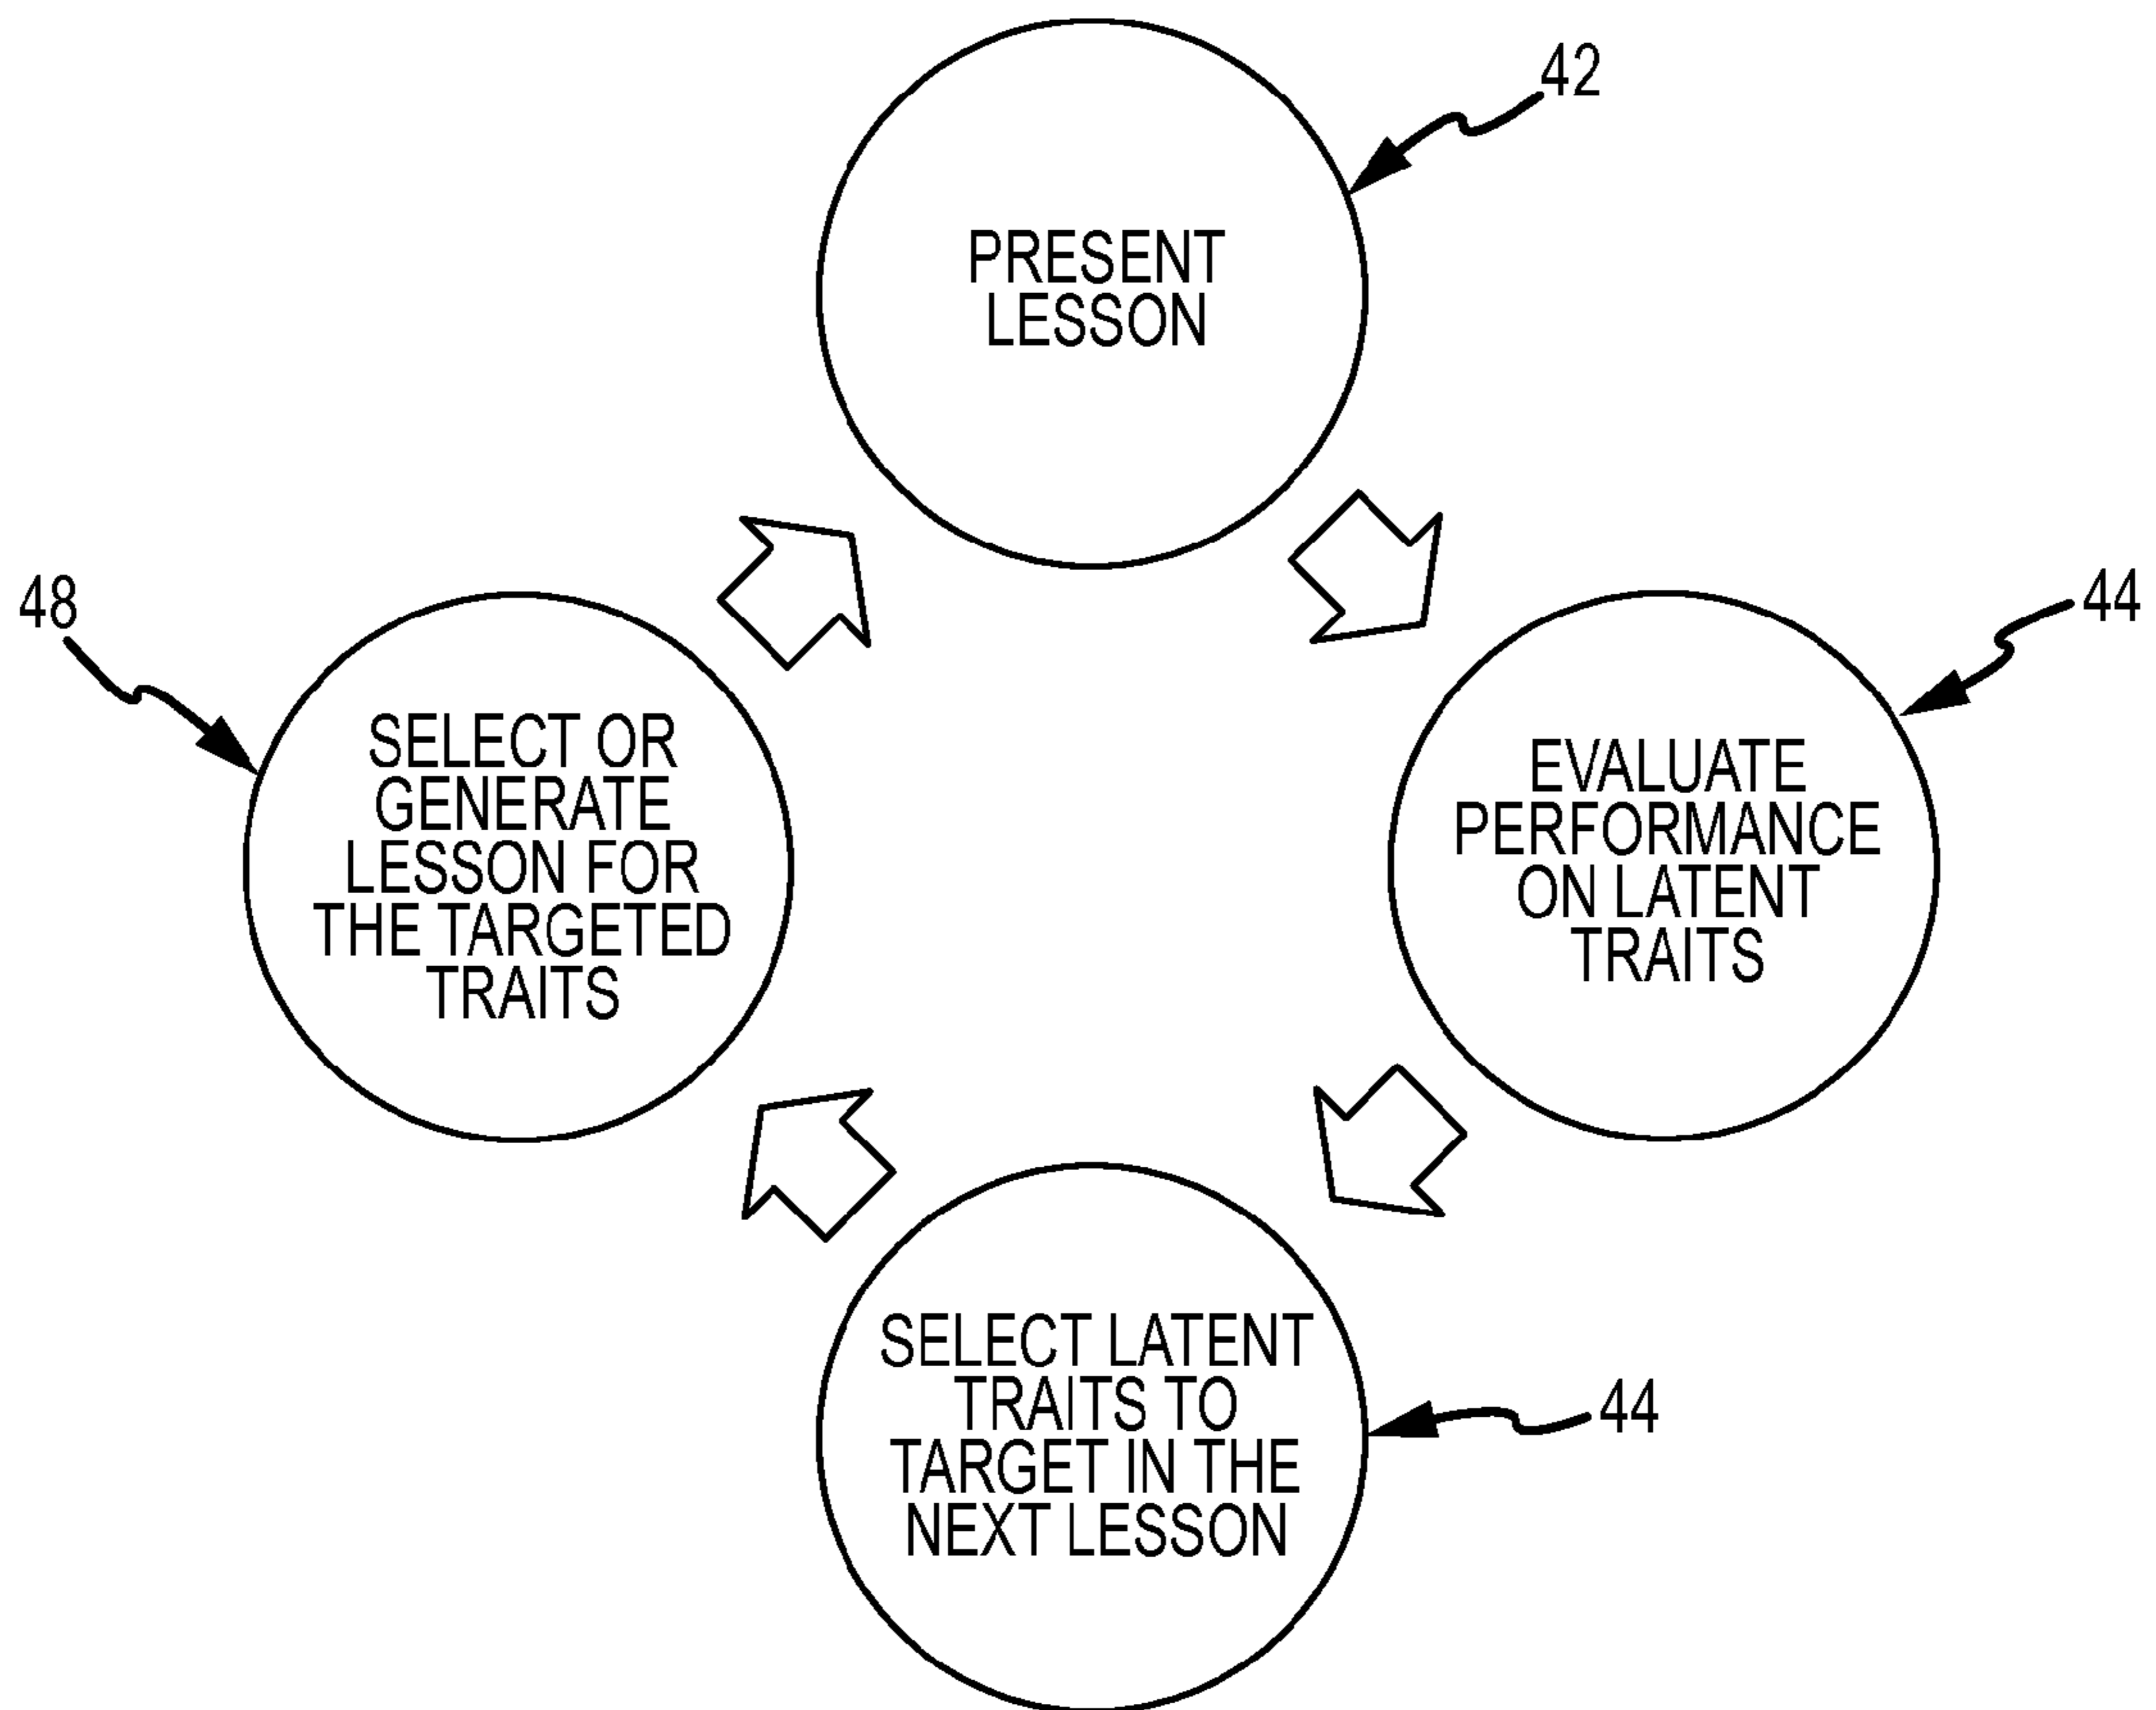 42
PRESENT
LESSON
48
44
SELECT OR
GENERATE
LESSON FOR
THE TARGETED
TRAITS
EVALUATE
PERFORMANCE
ON LATENT
TRAITS
SELECT LATENT
TRAITS TO
TARGET IN THE
NEXT LESSON
44